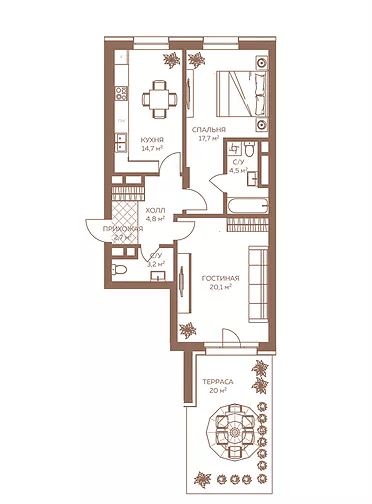 КУХНЯ
14,7 м²
СПАЛЬНЯ
17,7 м²
С/У
4,5 м²
ХОЛЛ
4,8 м²
ПРИХОЖАЯ
2,7 м²
С/У
3,2 м²
ГОСТИНАЯ
20,1 м²
ТЕРРАСА
20 м²